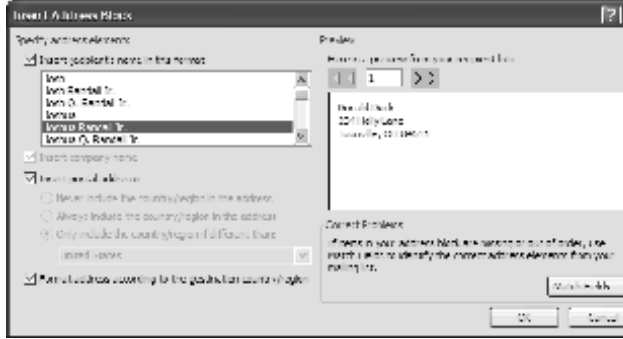 Insert Address Block
Specify address elements
Insert recipient's name in this format:
Josh
Josh Randall Jr.
Josh Q. Randall Jr.
Joshua
Joshua Randall Jr.
Joshua Q. Randall Jr.
Insert company name
Insert postal address:
Never include the country/region in the address
Always include the country/region in the address
Only include the country/region if different than:
United States
Format address according to the destination country/region
Preview
Here is a preview from your recipient list:
1
Donald Duck
Holly Lane
Correct Problems
If items in your address block are missing or out of order, use
Match Fields to identify the correct address elements from your
mailing list.
Match Fields
OK
Cancel